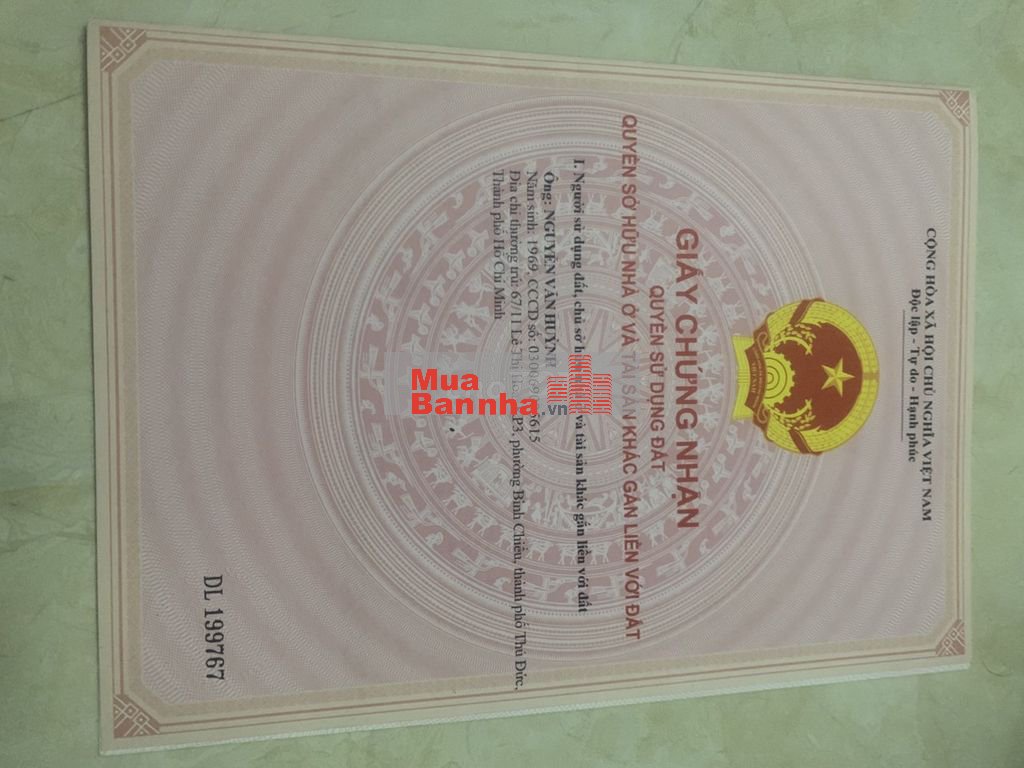 CỘNG HÒA XÃ HỘI CHỦ NGHĨA VIỆT NAM
Độc lập - Tự do - Hạnh phúc
GIẤY CHỨNG NHẬN
QUYỀN SỬ DỤNG ĐẤT
QUYỀN SỞ HỮU NHÀ Ở VÀ TÀI SẢN KHÁC GẮN LIỀN VỚI ĐẤT
I. Người sử dụng đất, chủ sở và tài sản khác gắn liền với đất
Ông: NGUYỄN VĂN HUỲNH
Năm sinh: 1969, CCCD số:
Địa chỉ thường trú: 67/11 Lê Thị KP3, phường Bình Chiểu, thành phố Thủ Đức,
Thành phố Hồ Chí Minh
Mua
Bannha.vn
DL 199767